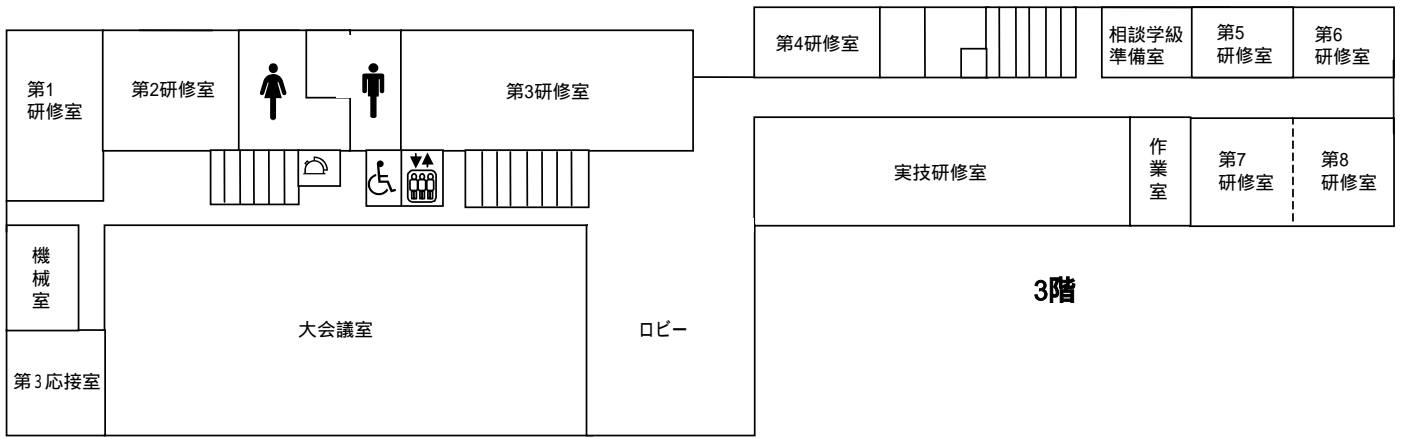 第4研修室
相談学級
準備室
第5
研修室
第6
研修室
第1
研修室
第2研修室
第3研修室
実技研修室
作業室
第7
研修室
第8
研修室
機械室
3階
大会議室
ロビー
第3応接室